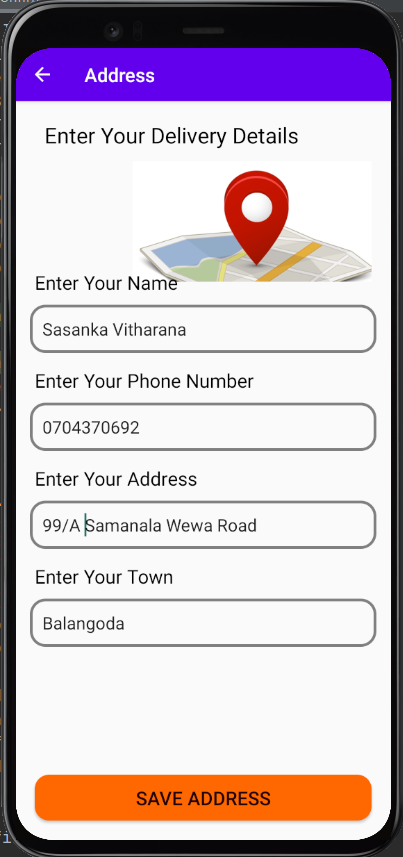 Address
Enter Your Delivery Details
Enter Your Name
Sasanka Vitharana
Enter Your Phone Number
0704370692
Enter Your Address
99/A Samanala Wewa Road
Enter Your Town
Balangoda
SAVE ADDRESS